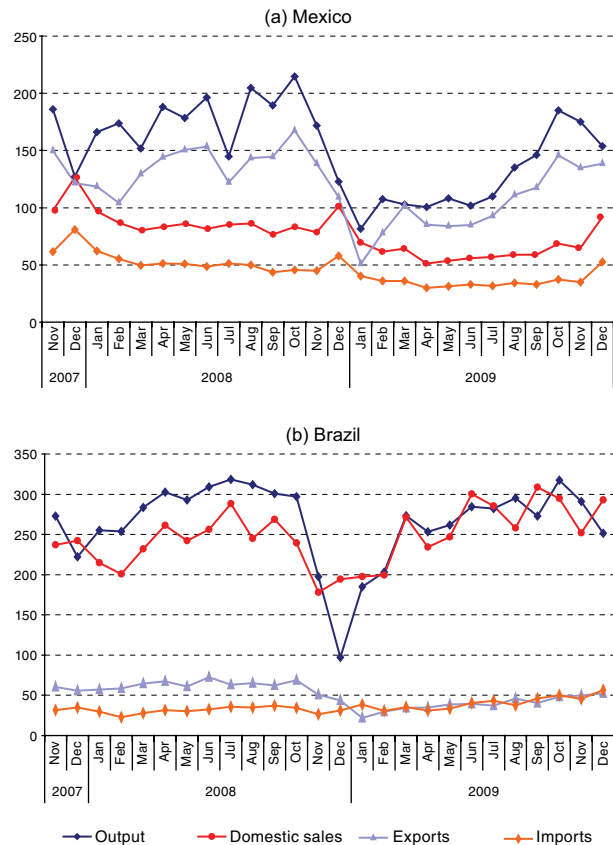 (a) Mexico
250
200
150
100
50
0
Nov Dec Jan Feb Mar Apr May Jun Jul Aug Sep Oct Nov Dec Jan Feb Mar Apr May Jun Jul Aug Sep Oct Nov Dec
2007 2008 2009
(b) Brazil
350
300
250
200
150
100
50
0
Nov Dec Jan Feb Mar Apr May Jun Jul Aug Sep Oct Nov Dec Jan Feb Mar Apr May Jun Jul Aug Sep Oct Nov Dec
2007 2008 2009
Output Domestic sales Exports Imports